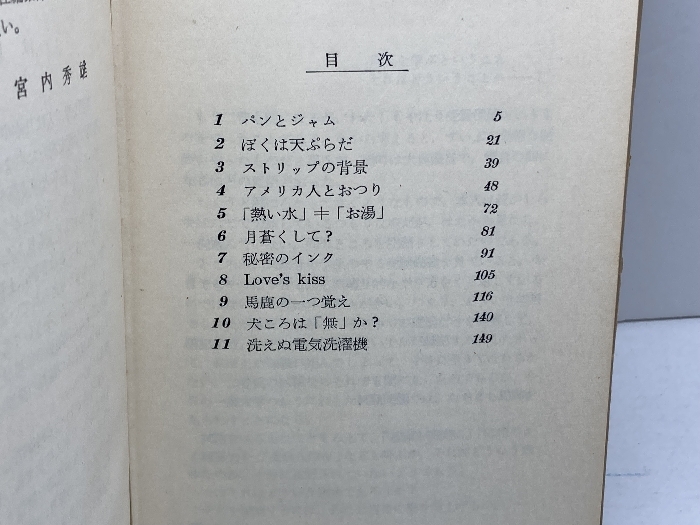 い。
宮内秀雄
目次
1 パンとジャム 5
2 ぼくは天ぷらだ 21
3 ストリップの背景 39
4 アメリカ人とおつり 48
5 「熱い水」≠「お湯」 72
6 月蒼くして? 81
7 秘密のインク 91
8 Love's kiss 105
9 馬鹿の一つ覚え 116
10 犬ころは「無」か? 140
11 洗えぬ電気洗濯機 149